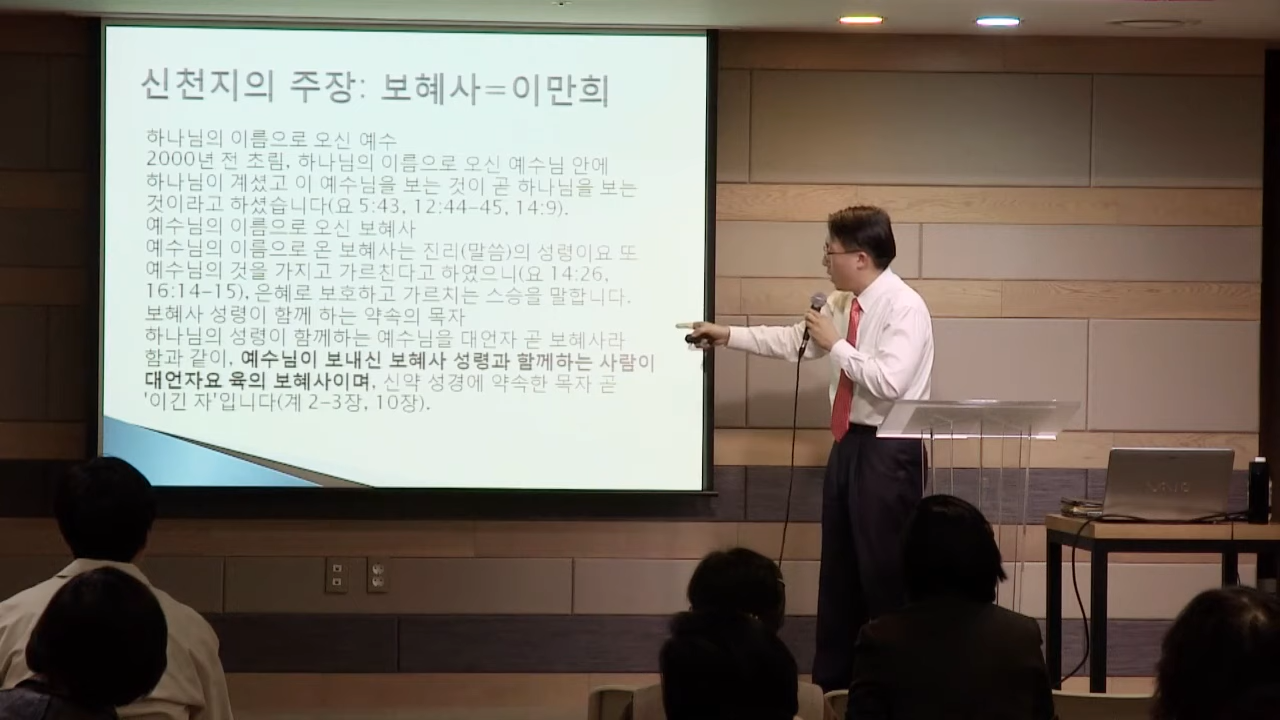 신천지의 주장: 보혜사=이만희
하나님의 이름으로 오신 예수
2000년 전 초림, 하나님의 이름으로 오신 예수님 안에
하나님이 계셨고 이 예수님을 보는 것이 곧 하나님을 보는
것이라고 하셨습니다(요 5:43, 12:44-45, 14:9).
예수님의 이름으로 오신 보혜사
예수님의 이름으로 온 보혜사는 진리(말씀)의 성령이요 또
예수님의 것을 가지고 가르친다고 하였으니(요 14:26,
16:14-15), 은혜로 보호하고 가르치는 스승을 말합니다.
보혜사 성령이 함께 하는 약속의 목자
하나님의 성령이 함께하는 예수님을 대언자 곧 보혜사라
함과 같이, 예수님이 보내신 보혜사 성령과 함께하는 사람이
대언자요 육의 보혜사이며, 신약 성경에 약속한 목자 곧
'이긴 자'입니다(계 2-3장, 10장).
VAIO